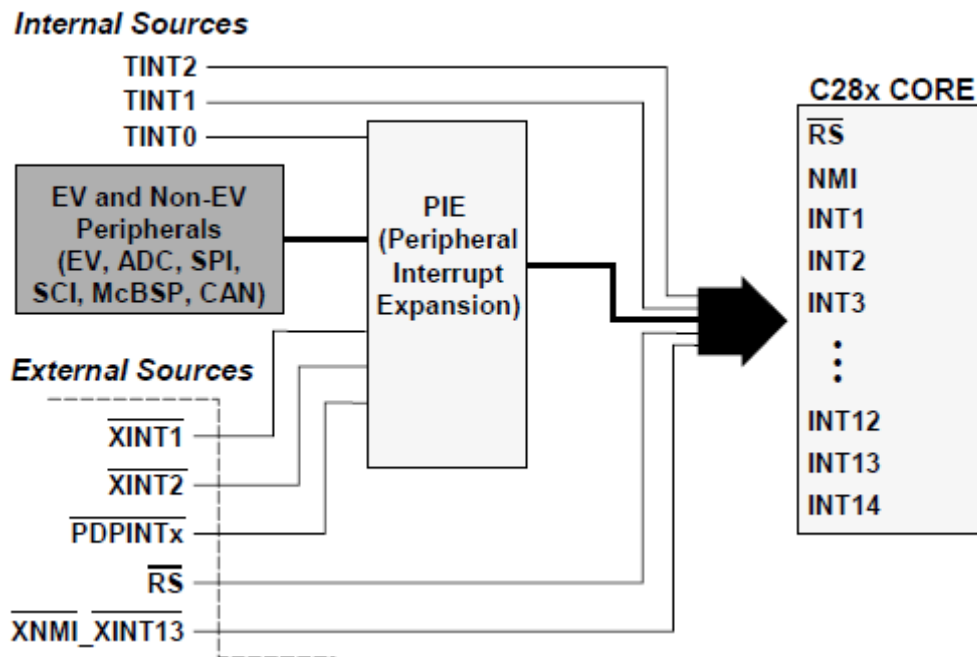 Internal Sources
TINT2
TINT1
TINT0
EV and Non-EV
Peripherals
(EV, ADC, SPI,
SCI, McBSP, CAN)
External Sources
XINT1
XINT2
PDPINTx
RS
XNMI_XINT13
PIE
(Peripheral
Interrupt
Expansion)
C28x CORE
RS
NMI
INT1
INT2
INT3
INT12
INT13
INT14